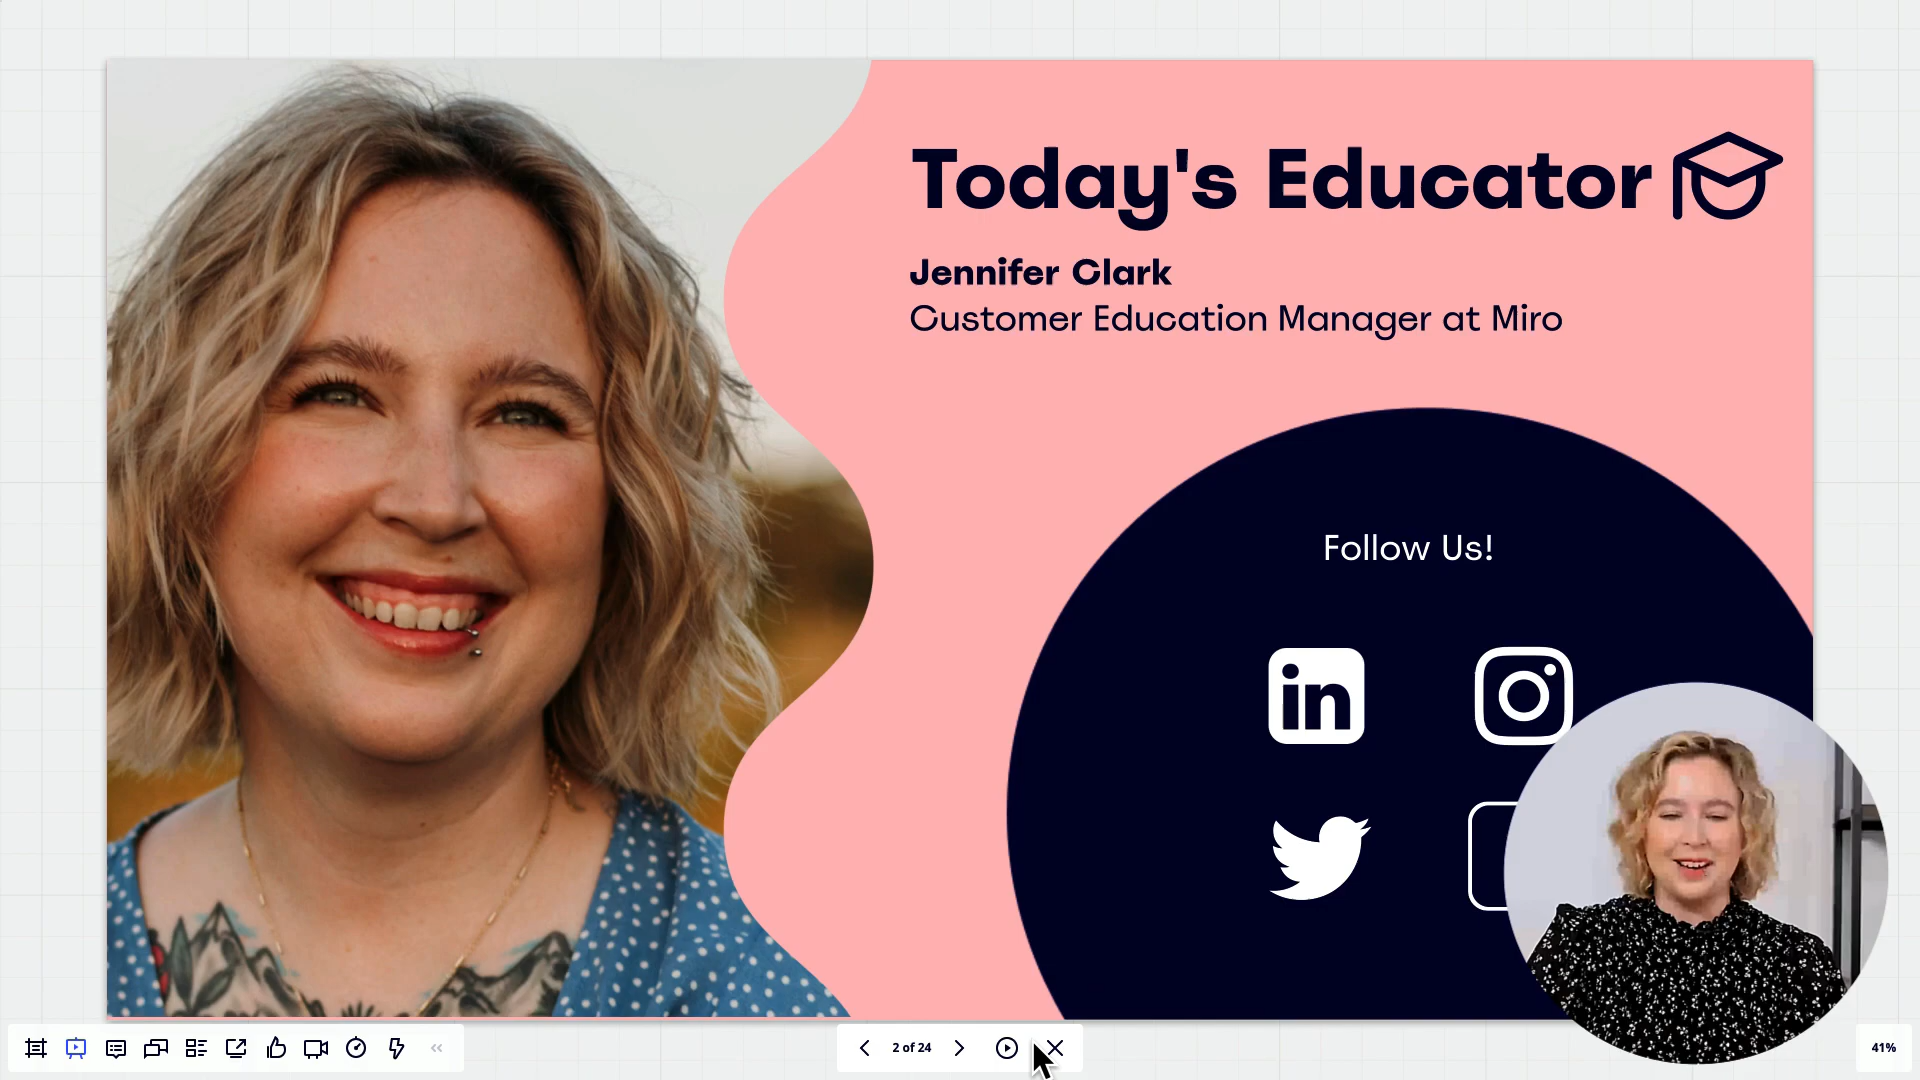 Today's Educator
Jennifer Clark
Customer Education Manager at Miro
Follow Us!
in
2 of 24
41%